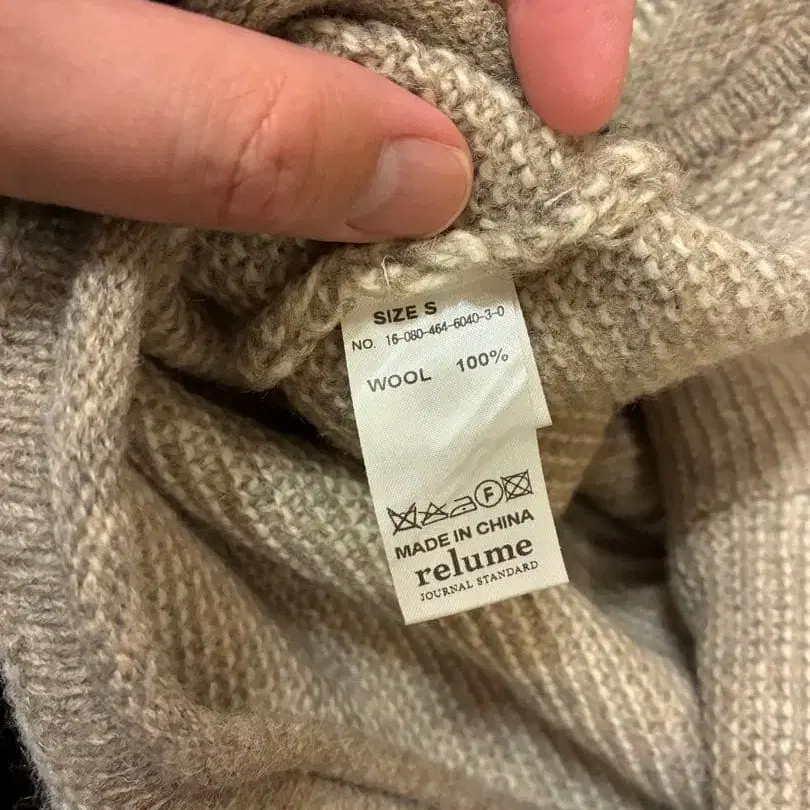 SIZE S
NO. 16-080-464-6040-3-0
WOOL 100%
F
MADE IN CHINA
relume
JOURNAL STANDARD